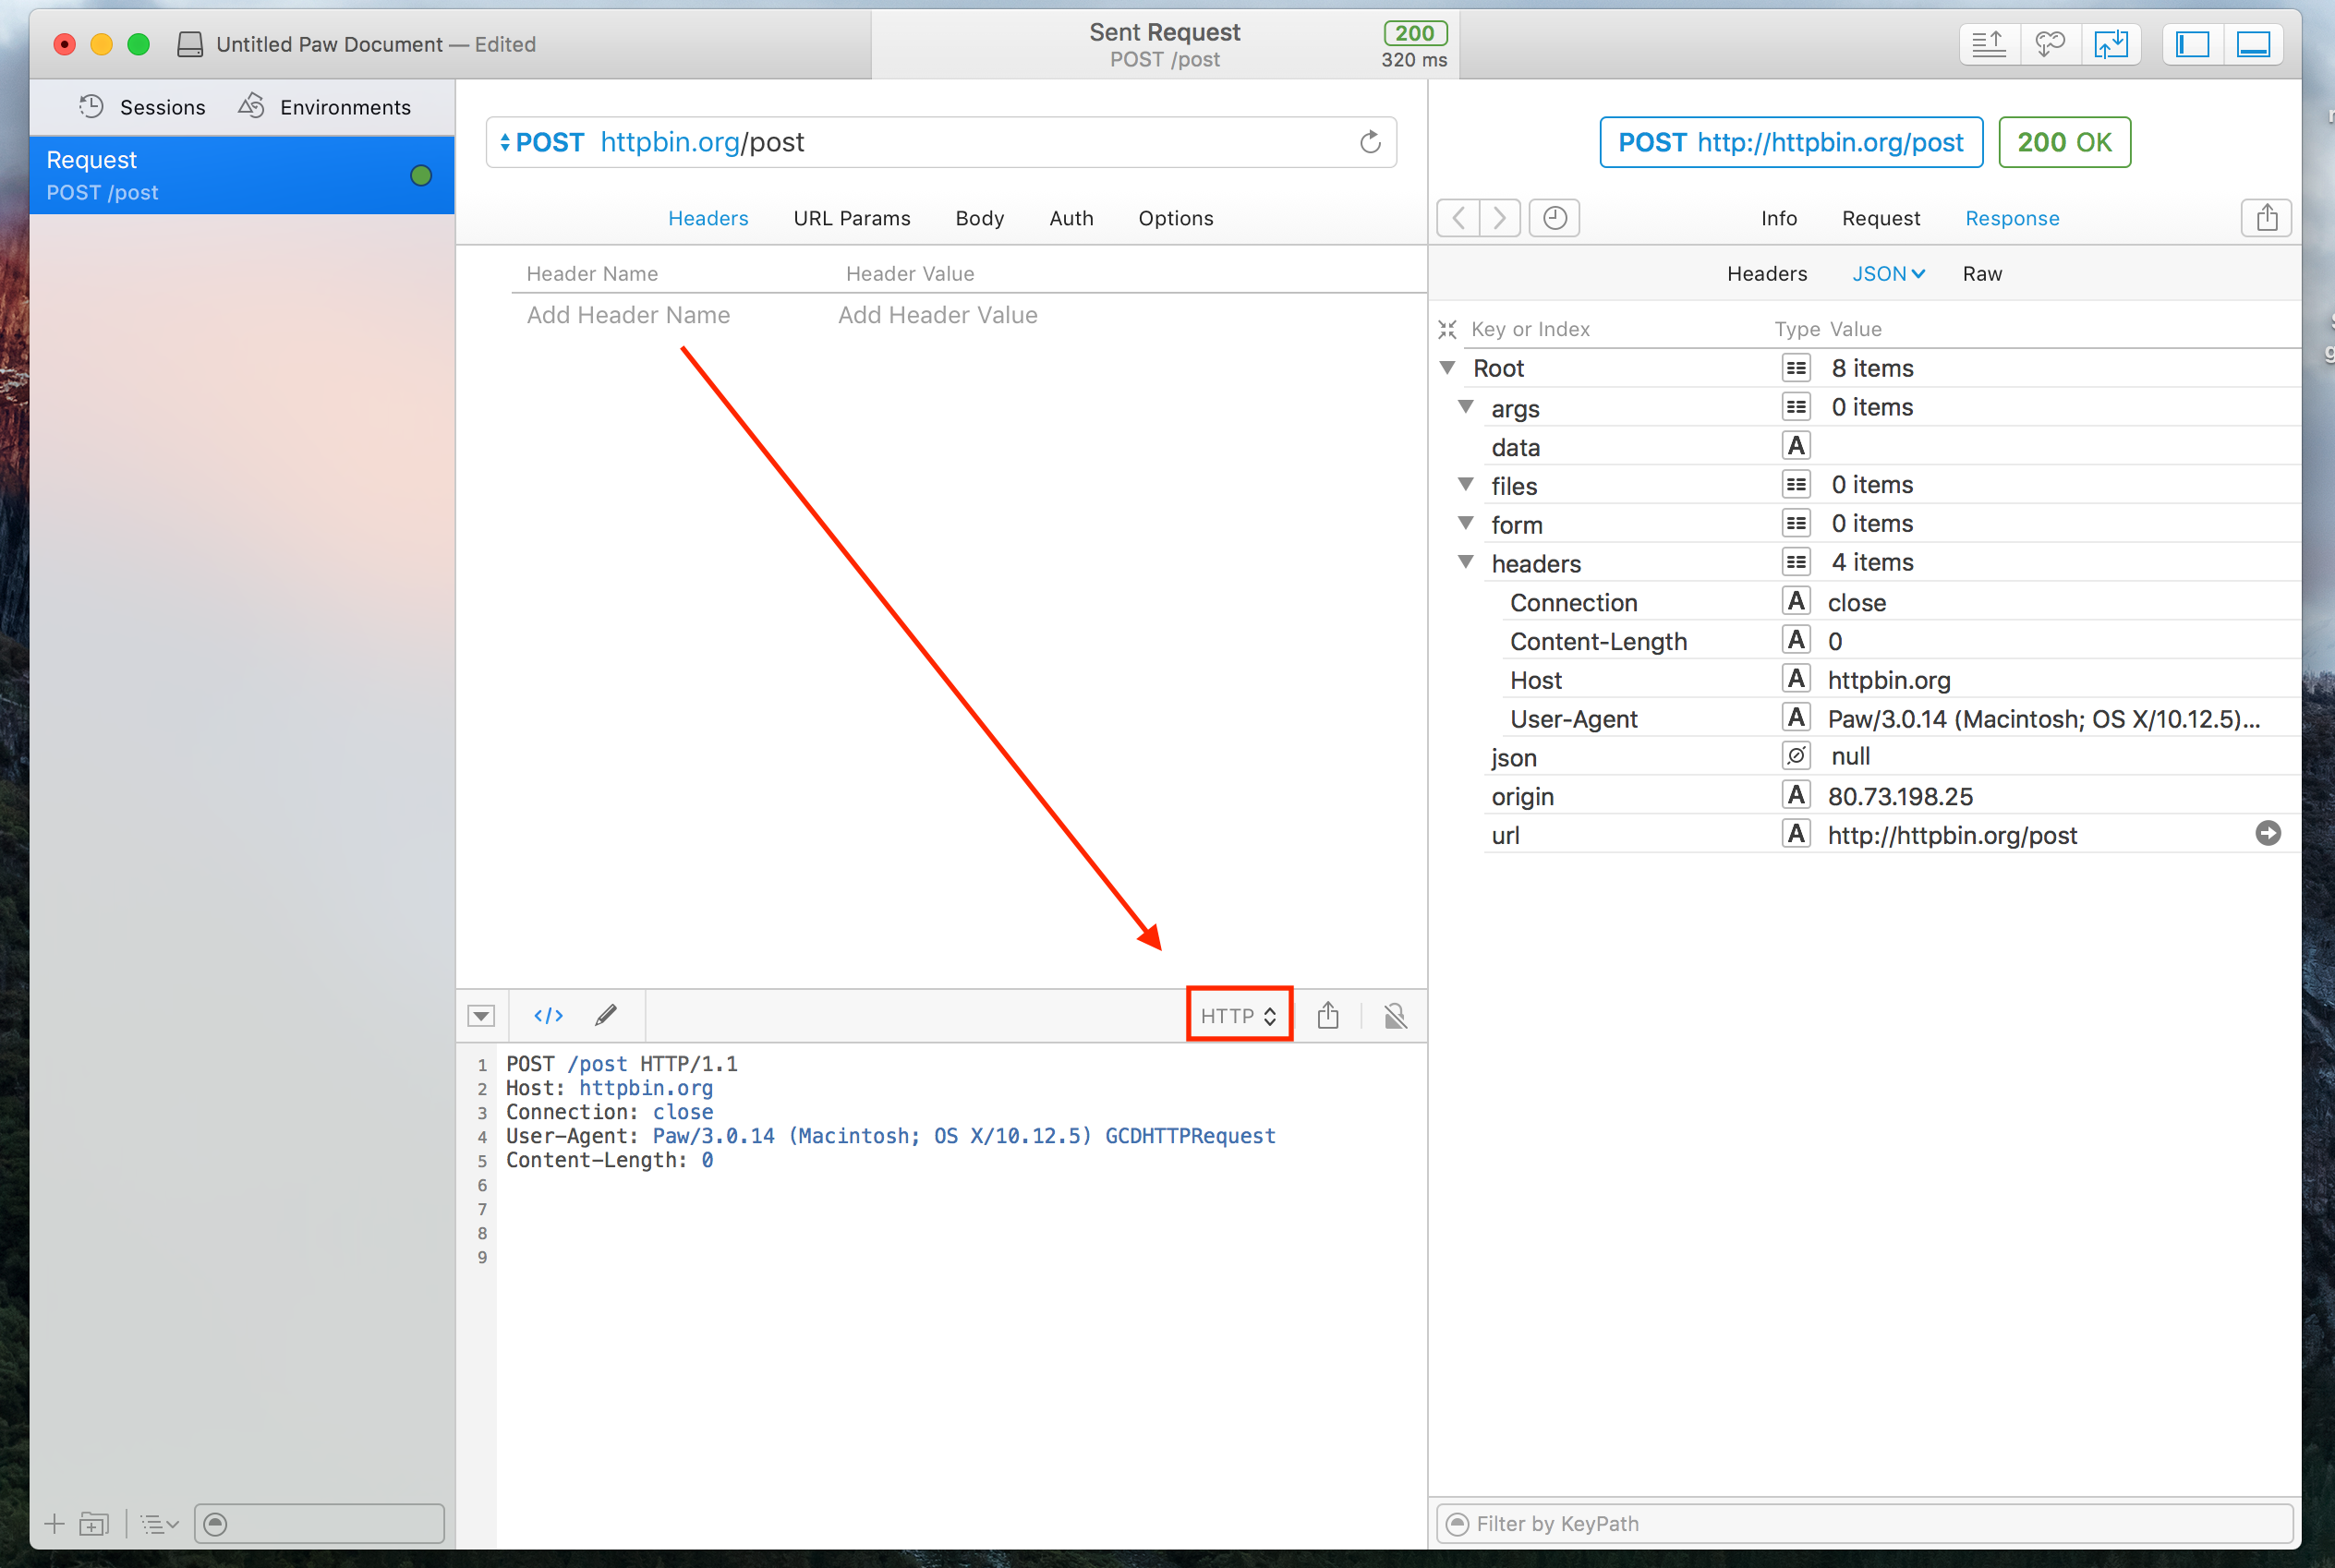 Untitled Paw Document — Edited
Sent Request
POST /post
200
320 ms
Sessions
Environments
Request
POST /post
POST httpbin.org/post
Headers
URL Params
Body
Auth
Options
Header Name
Header Value
Add Header Name
Add Header Value
HTTP
1 POST /post HTTP/1.1
2 Host: httpbin.org
3 Connection: close
4 User-Agent: Paw/3.0.14 (Macintosh; OS X/10.12.5) GCDHTTPRequest
5 Content-Length: 0
6
7
8
9
POST http://httpbin.org/post
200 OK
Info
Request
Response
Headers
JSON
Raw
Key or Index Type Value
Root 8 items
args 0 items
data A
files 0 items
form 0 items
headers 4 items
Connection A close
Content-Length A 0
Host A httpbin.org
User-Agent A Paw/3.0.14 (Macintosh; OS X/10.12.5)...
json null
origin A 80.73.198.25
url A http://httpbin.org/post
Filter by KeyPath